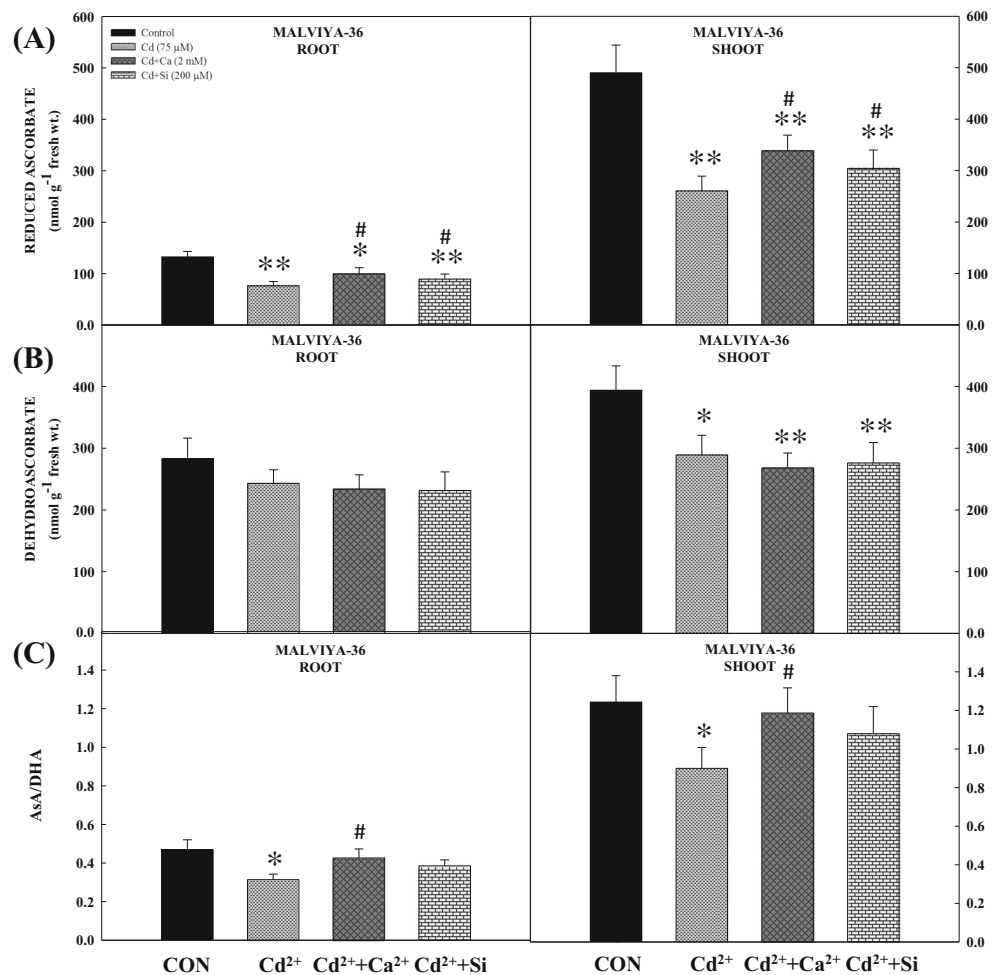 (A)
REDUCED ASCORBATE
(nmol g⁻¹ fresh wt.)
600
500
400
300
200
100
0.0
Control
Cd (75 µM)
Cd+Ca (2 mM)
Cd+Si (200 µM)
MALVIYA-36
ROOT
**
#
*
#
**
MALVIYA-36
SHOOT
**
#
**
#
**
600
500
400
300
200
100
0.0
(B)
DEHYDROASCORBATE
(nmol g⁻¹ fresh wt.)
400
300
200
100
0.0
MALVIYA-36
ROOT
MALVIYA-36
SHOOT
*
**
**
400
300
200
100
0.0
(C)
AsA/DHA
1.4
1.2
1.0
0.8
0.6
0.4
0.2
0.0
MALVIYA-36
ROOT
*
#
MALVIYA-36
SHOOT
*
#
1.4
1.2
1.0
0.8
0.6
0.4
0.2
0.0
CON Cd²⁺ Cd²⁺+Ca²⁺ Cd²⁺+Si
CON Cd²⁺ Cd²⁺+Ca²⁺ Cd²⁺+Si